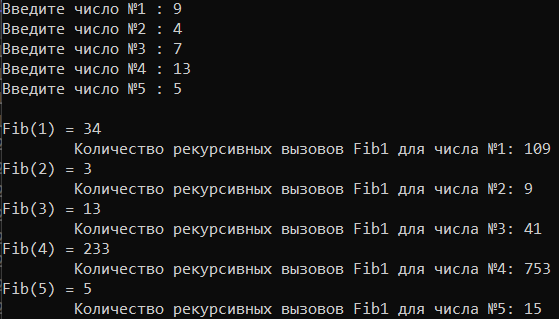 Введите число №1 : 9
Введите число №2 : 4
Введите число №3 : 7
Введите число №4 : 13
Введите число №5 : 5
Fib(1) = 34
Количество рекурсивных вызовов Fib1 для числа №1: 109
Fib(2) = 3
Количество рекурсивных вызовов Fib1 для числа №2: 9
Fib(3) = 13
Количество рекурсивных вызовов Fib1 для числа №3: 41
Fib(4) = 233
Количество рекурсивных вызовов Fib1 для числа №4: 753
Fib(5) = 5
Количество рекурсивных вызовов Fib1 для числа №5: 15